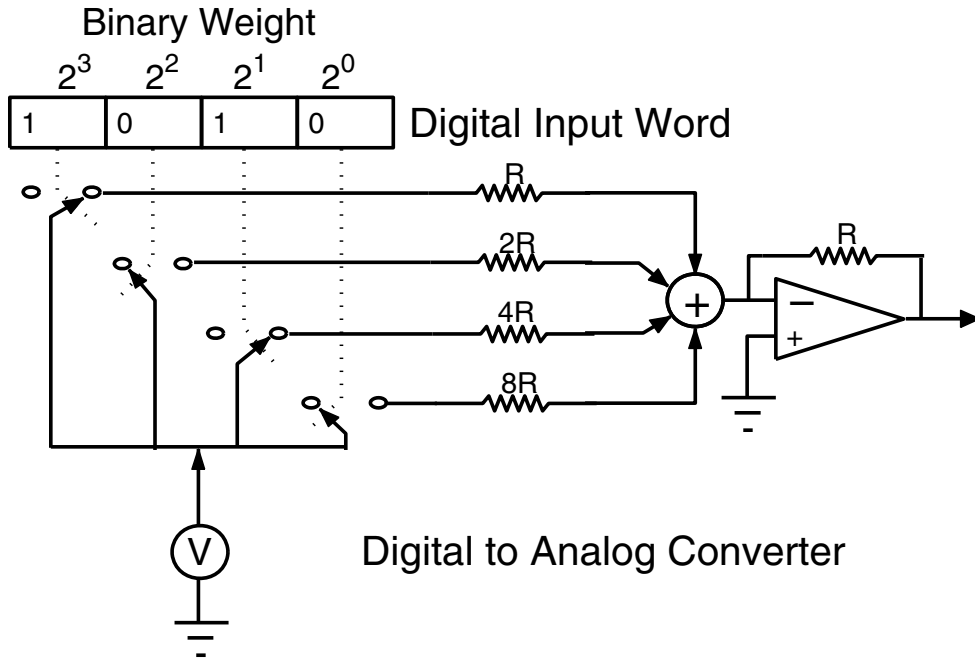 Binary Weight
2^3 2^2 2^1 2^0
1 0 1 0 Digital Input Word
R
2R
R
+
−
4R
+
8R
V
Digital to Analog Converter